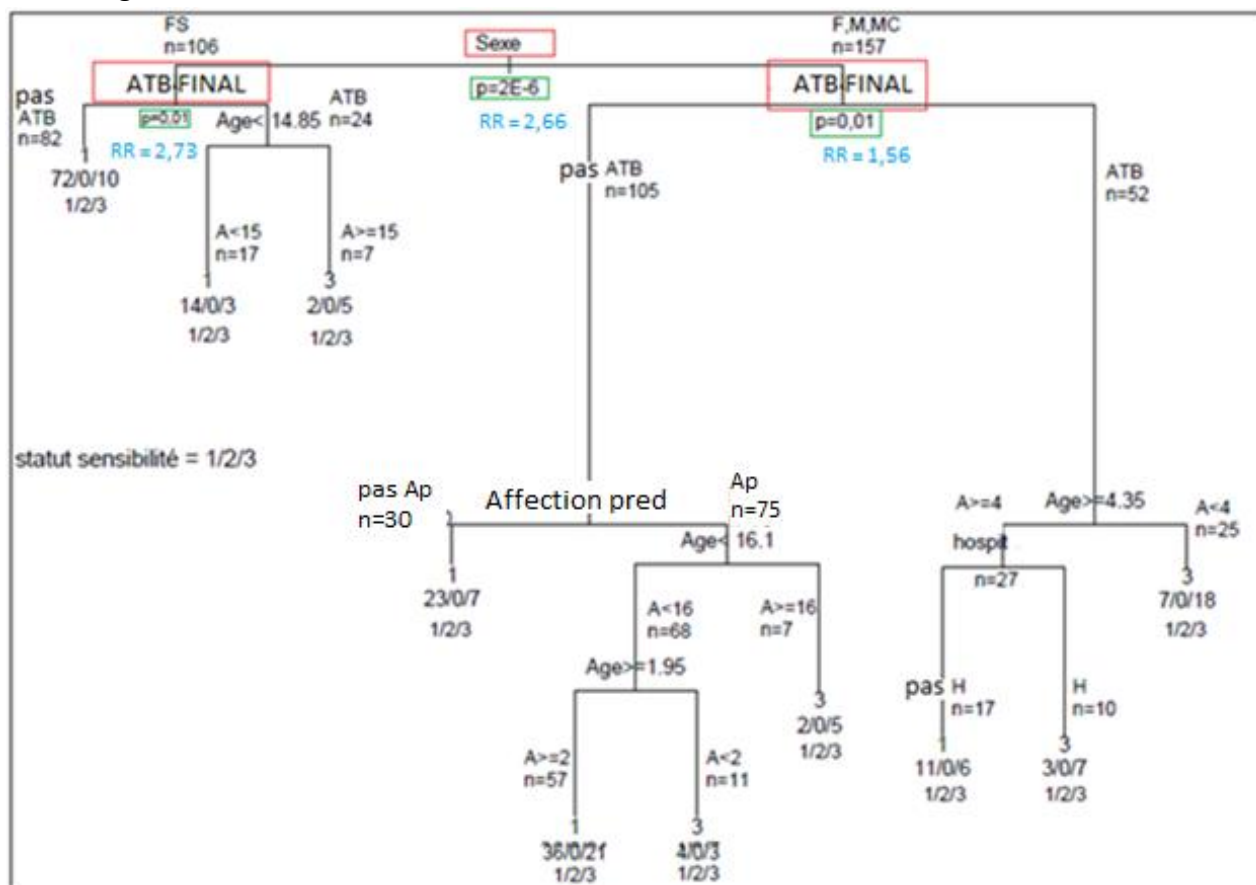 FS
n=106
Sexe
F,M,MC
n=157
ATB-FINAL
p=2E-6
ATB-FINAL
pas
ATB
n=82
p=0,01
Age< 14.85
ATB
n=24
RR = 2,66
p=0,01
1
RR = 2,73
RR = 1,56
72/0/10
1/2/3
pas ATB
n=105
ATB
n=52
A<15
n=17
A>=15
n=7
1
3
14/0/3
2/0/5
1/2/3
1/2/3
statut sensibilité = 1/2/3
pas Ap
n=30
Affection pred
Ap
n=75
A>=4
Age>=4.35
A<4
n=25
Age< 16.1
hospit
n=27
1
23/0/7
1/2/3
3
7/0/18
1/2/3
A<16
n=68
A>=16
n=7
Age>=1.95
pas H
n=17
H
n=10
3
2/0/5
1/2/3
A>=2
n=57
A<2
n=11
1
3
11/0/6
3/0/7
1/2/3
1/2/3
1
3
1/2/3
1/2/3